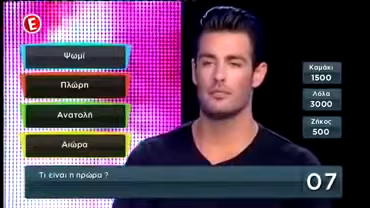 E
Ψωμί
Πλώρη
Ανατολή
Αιώρα
Τι είναι η πρώρα ?
07
Καμάκι
1500
Λόλα
3000
Ζήκος
500